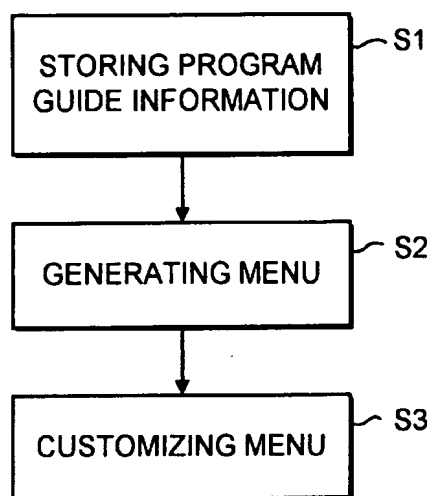 STORING PROGRAM
GUIDE INFORMATION
S1
GENERATING MENU
S2
CUSTOMIZING MENU
S3